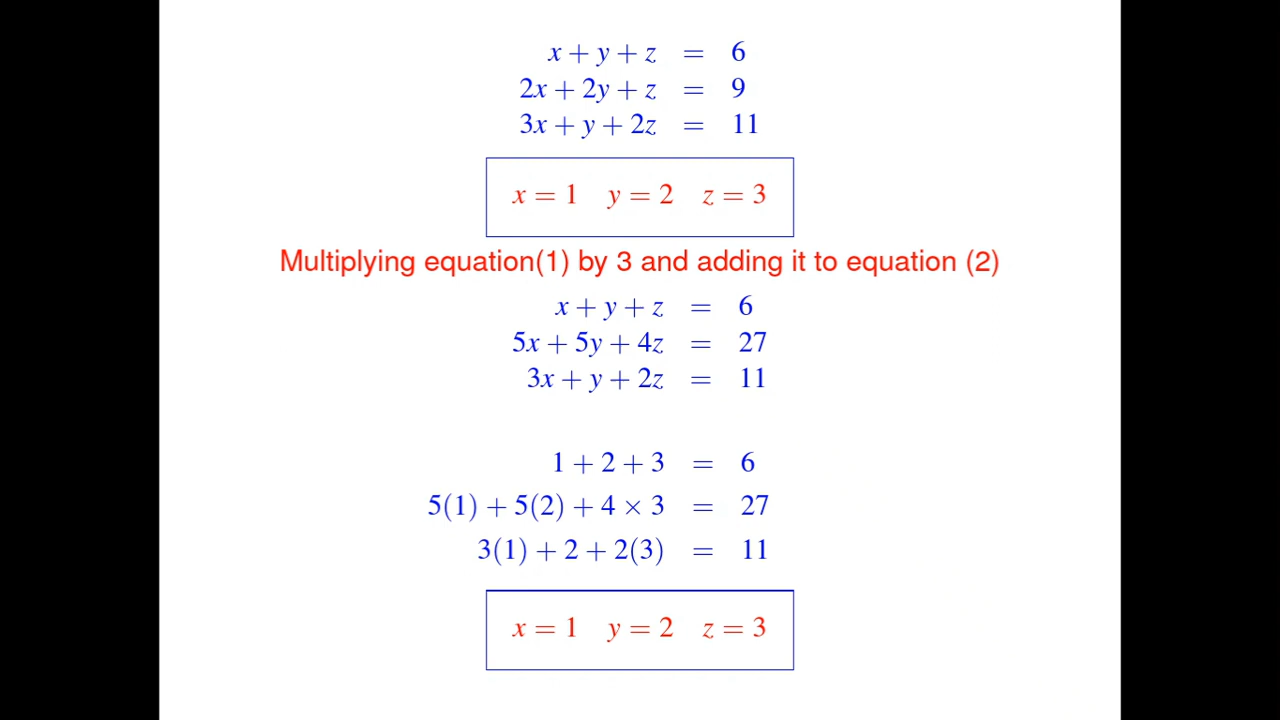 x + y + z = 6
2x + 2y + z = 9
3x + y + 2z = 11
x = 1 y = 2 z = 3
Multiplying equation(1) by 3 and adding it to equation (2)
x + y + z = 6
5x + 5y + 4z = 27
3x + y + 2z = 11
1 + 2 + 3 = 6
5(1) + 5(2) + 4 × 3 = 27
3(1) + 2 + 2(3) = 11
x = 1 y = 2 z = 3